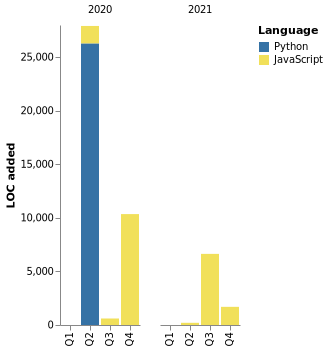 2020 2021
Language
Python
JavaScript
LOC added
25,000
20,000
15,000
10,000
5,000
0
Q1 Q2 Q3 Q4 Q1 Q2 Q3 Q4